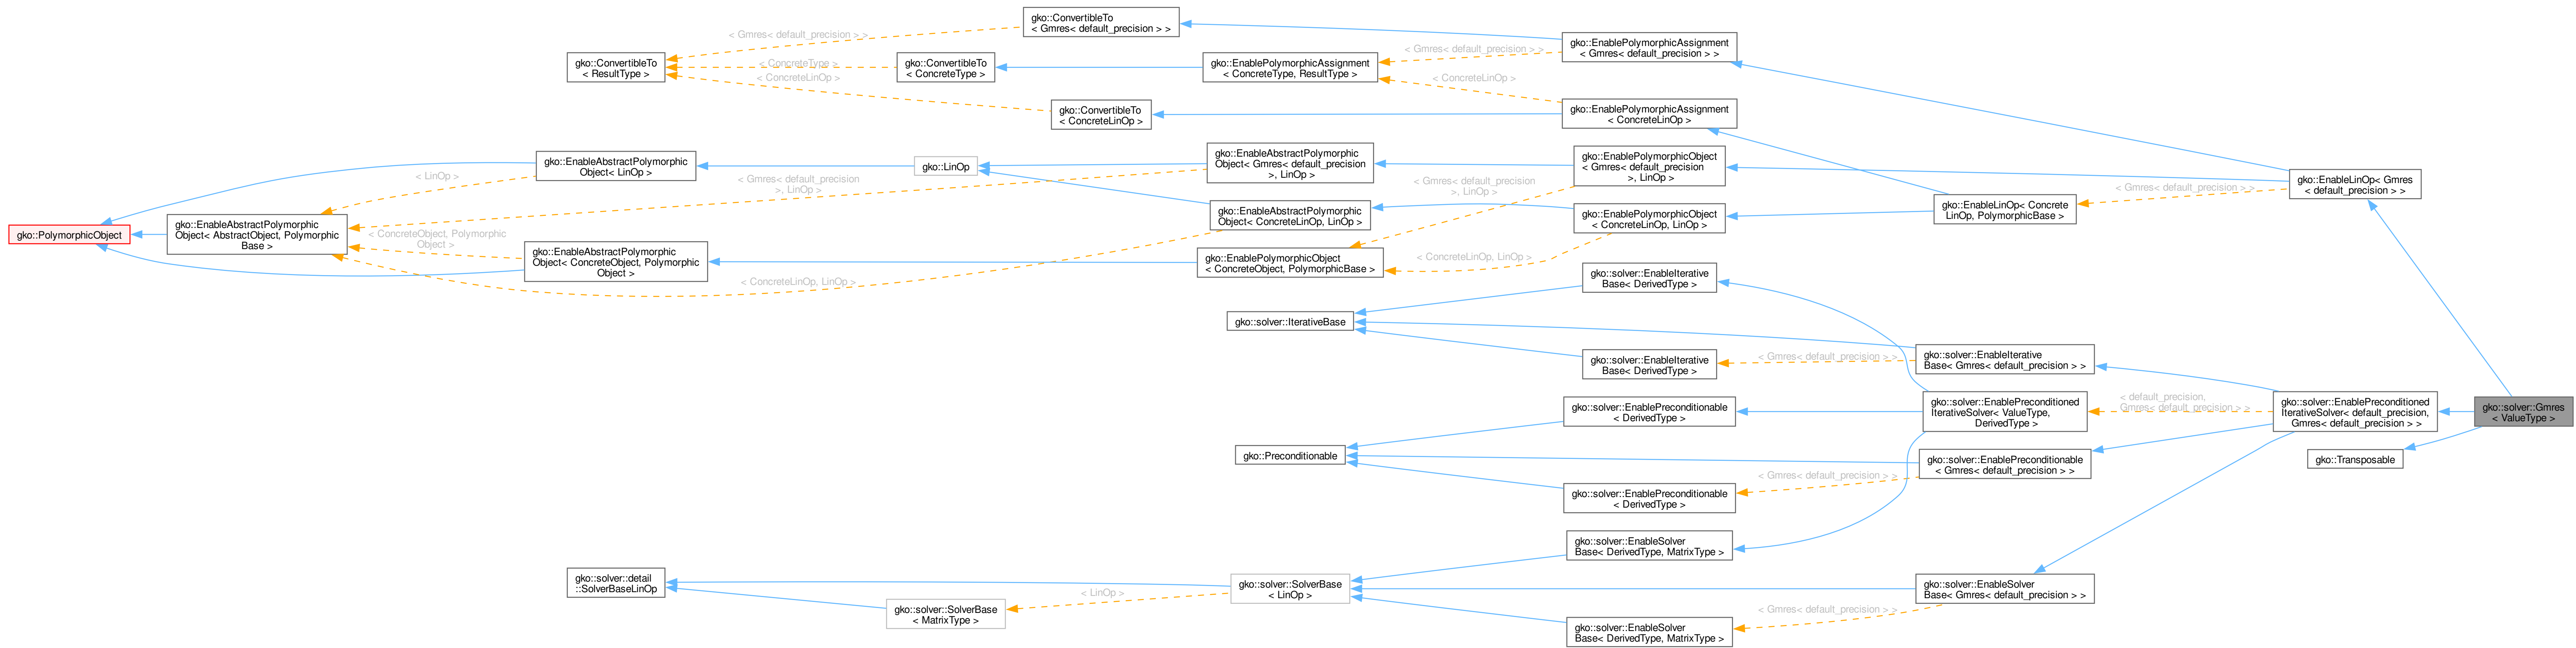 gko::ConvertibleTo
< Gmres< default_precision > >
< Gmres< default_precision > >
gko::EnablePolymorphicAssignment
< Gmres< default_precision > >
< Gmres< default_precision > >
gko::ConvertibleTo
< ResultType >
< ConcreteType >
gko::ConvertibleTo
< ConcreteType >
gko::EnablePolymorphicAssignment
< ConcreteType, ResultType >
< ConcreteLinOp >
< ConcreteLinOp >
gko::ConvertibleTo
< ConcreteLinOp >
gko::EnablePolymorphicAssignment
< ConcreteLinOp >
gko::EnableAbstractPolymorphic
Object< LinOp >
gko::LinOp
gko::EnableAbstractPolymorphic
Object< Gmres< default_precision
>, LinOp >
gko::EnablePolymorphicObject
< Gmres< default_precision
>, LinOp >
< LinOp >
< Gmres< default_precision
>, LinOp >
< Gmres< default_precision
>, LinOp >
gko::EnableLinOp< Gmres
< default_precision > >
< Gmres< default_precision > >
gko::EnableLinOp< Concrete
LinOp, PolymorphicBase >
gko::EnableAbstractPolymorphic
Object< ConcreteLinOp, LinOp >
gko::EnablePolymorphicObject
< ConcreteLinOp, LinOp >
gko::PolymorphicObject
gko::EnableAbstractPolymorphic
Object< AbstractObject, Polymorphic
Base >
< ConcreteObject, Polymorphic
Object >
gko::EnableAbstractPolymorphic
Object< ConcreteObject, Polymorphic
Object >
gko::EnablePolymorphicObject
< ConcreteObject, PolymorphicBase >
< ConcreteLinOp, LinOp >
< ConcreteLinOp, LinOp >
gko::solver::EnableIterative
Base< DerivedType >
gko::solver::IterativeBase
gko::solver::EnableIterative
Base< DerivedType >
< Gmres< default_precision > >
gko::solver::EnableIterative
Base< Gmres< default_precision > >
gko::solver::EnablePreconditionable
< DerivedType >
gko::solver::EnablePreconditioned
IterativeSolver< ValueType,
DerivedType >
< default_precision,
Gmres< default_precision > >
gko::solver::EnablePreconditioned
IterativeSolver< default_precision,
Gmres< default_precision > >
gko::solver::Gmres
< ValueType >
gko::Preconditionable
gko::solver::EnablePreconditionable
< Gmres< default_precision > >
gko::Transposable
< Gmres< default_precision > >
gko::solver::EnablePreconditionable
< DerivedType >
gko::solver::EnableSolver
Base< DerivedType, MatrixType >
gko::solver::detail
::SolverBaseLinOp
gko::solver::SolverBase
< MatrixType >
< LinOp >
gko::solver::SolverBase
< LinOp >
gko::solver::EnableSolver
Base< Gmres< default_precision > >
< Gmres< default_precision > >
gko::solver::EnableSolver
Base< DerivedType, MatrixType >